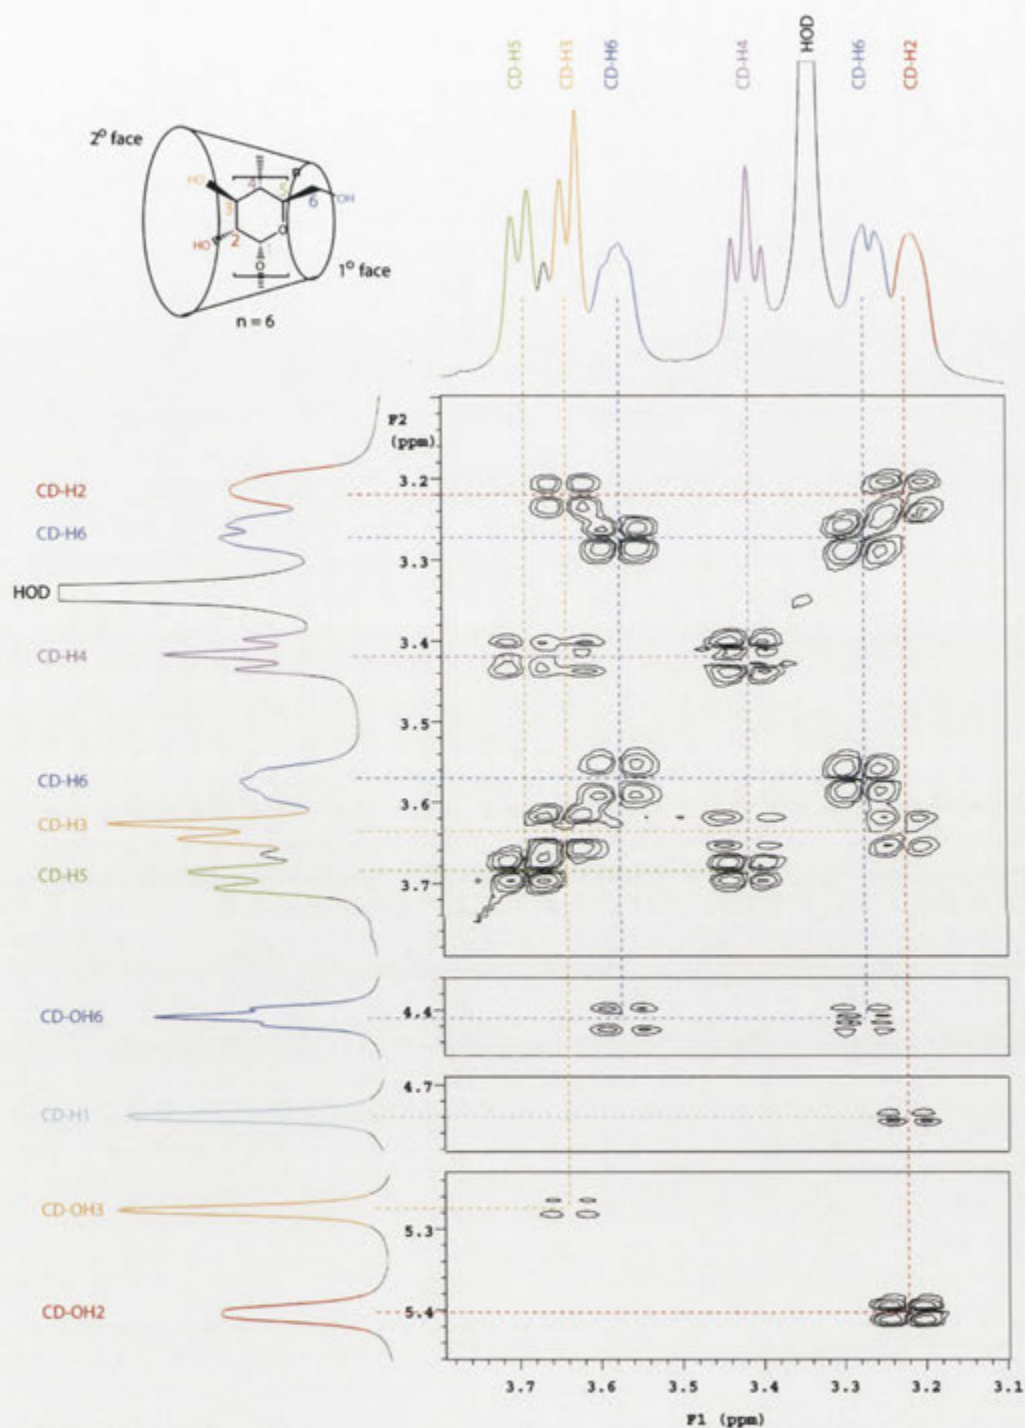 CD-H5
CD-H3
CD-H6
CD-H4
HOD
CD-H6
CD-H2
2° face
HO
4
5
3
6
OH
HO
2
1
O
O
1° face
n = 6
F2
(ppm)
CD-H2
3.2
CD-H6
3.3
HOD
3.4
CD-H4
3.5
CD-H6
3.6
CD-H3
CD-H5
3.7
CD-OH6
4.4
4.7
CD-H1
CD-OH3
5.3
CD-OH2
5.4
3.7 3.6 3.5 3.4 3.3 3.2 3.1
F1 (ppm)